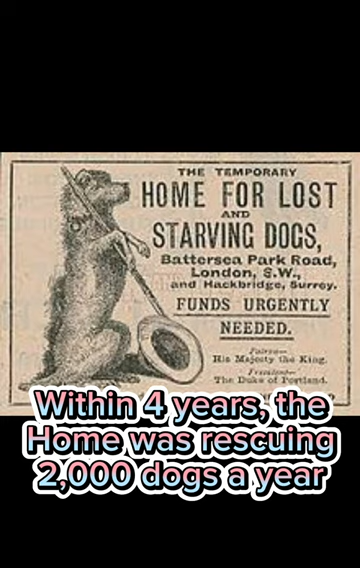 THE TEMPORARY
HOME FOR LOST
AND
STARVING DOGS,
Battersea Park Road,
London, S.W.,
and Hackbridge, Surrey.
FUNDS URGENTLY
NEEDED.
Patron—
His Majesty the King.
President—
The Duke of Portland.
Within 4 years, the
Home was rescuing
2,000 dogs a year